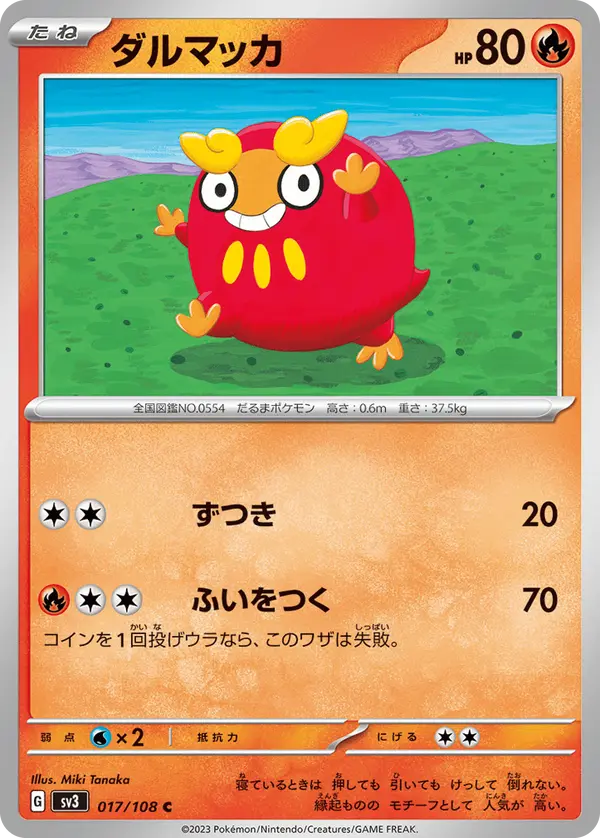 たね ダルマッカ HP80
全国図鑑NO.0554 だるまポケモン 高さ:0.6m 重さ:37.5kg
ずつき 20
ふいをつく 70
コインを1回投げウラなら、このワザは失敗。
弱点 ×2 抵抗力 にげる
Illus. Miki Tanaka
寝ているときは 押しても 引いても けっして 倒れない。
縁起ものの モチーフとして 人気が 高い。
G sv3 017/108 C
©2023 Pokémon/Nintendo/Creatures/GAME FREAK.